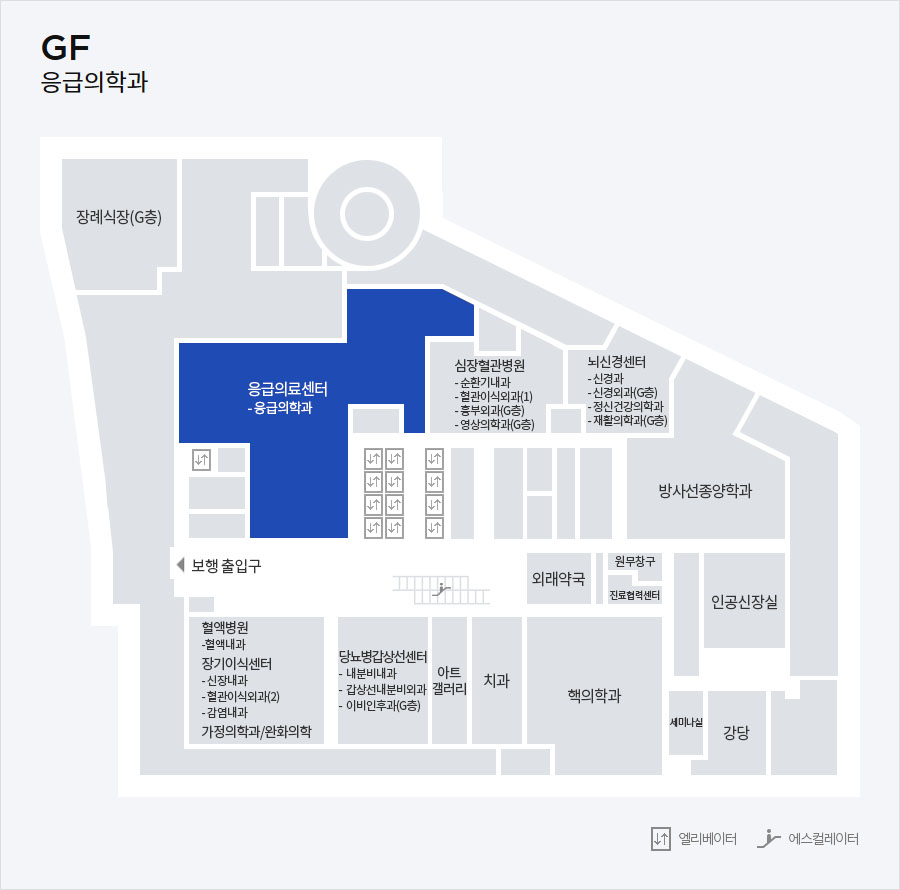 GF
응급의학과
장례식장(G층)
응급의료센터
- 응급의학과
심장혈관병원
- 순환기내과
- 혈관이식외과(1)
- 흉부외과(G층)
- 영상의학과(G층)
뇌신경센터
- 신경과
- 신경외과(G층)
- 정신건강의학과
- 재활의학과(G층)
방사선종양학과
보행 출입구
외래약국
원무창구
진료협력센터
인공신장실
혈액병원
-혈액내과
장기이식센터
- 신장내과
- 혈관이식외과(2)
- 감염내과
가정의학과/완화의학
당뇨병갑상선센터
- 내분비내과
- 갑상선내분비외과
- 이비인후과(G층)
아트
갤러리
치과
핵의학과
세미나실
강당
엘리베이터
에스컬레이터